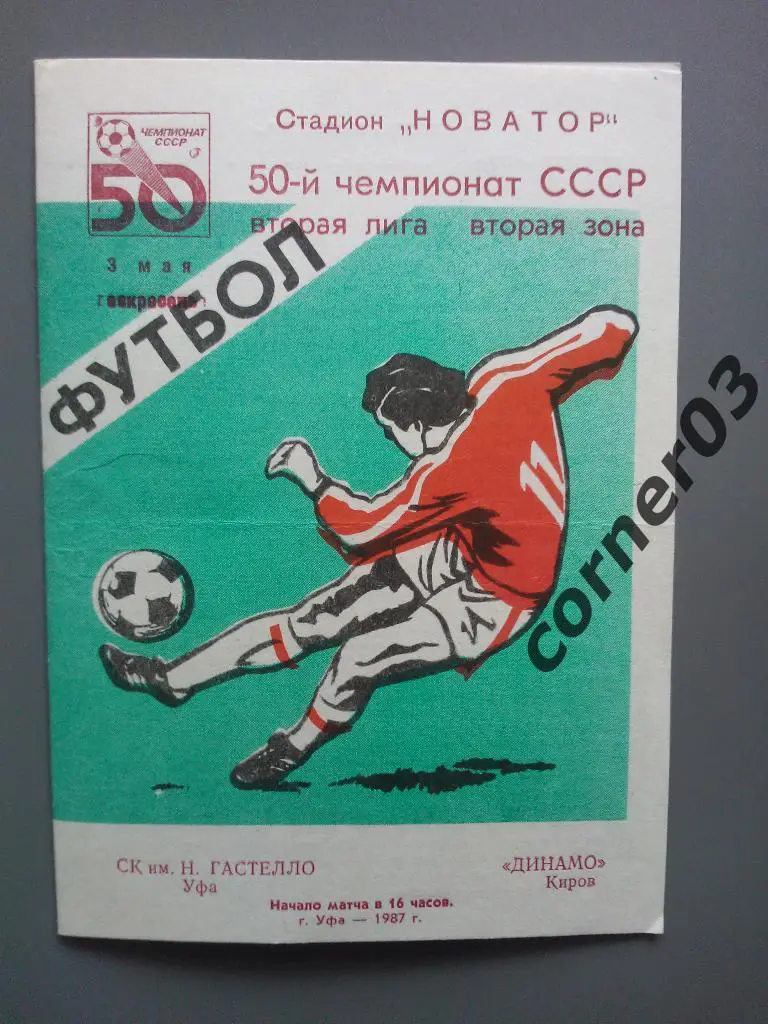 Стадион „НОВАТОР"
ЧЕМПИОНАТ
СССР
50
50-й чемпионат СССР
вторая лига вторая зона
3 мая
ФУТБОЛ
11
11
corner03
СК им. Н. ГАСТЕЛЛО
Уфа
«ДИНАМО»
Киров
Начало матча в 16 часов.
г. Уфа — 1987 г.